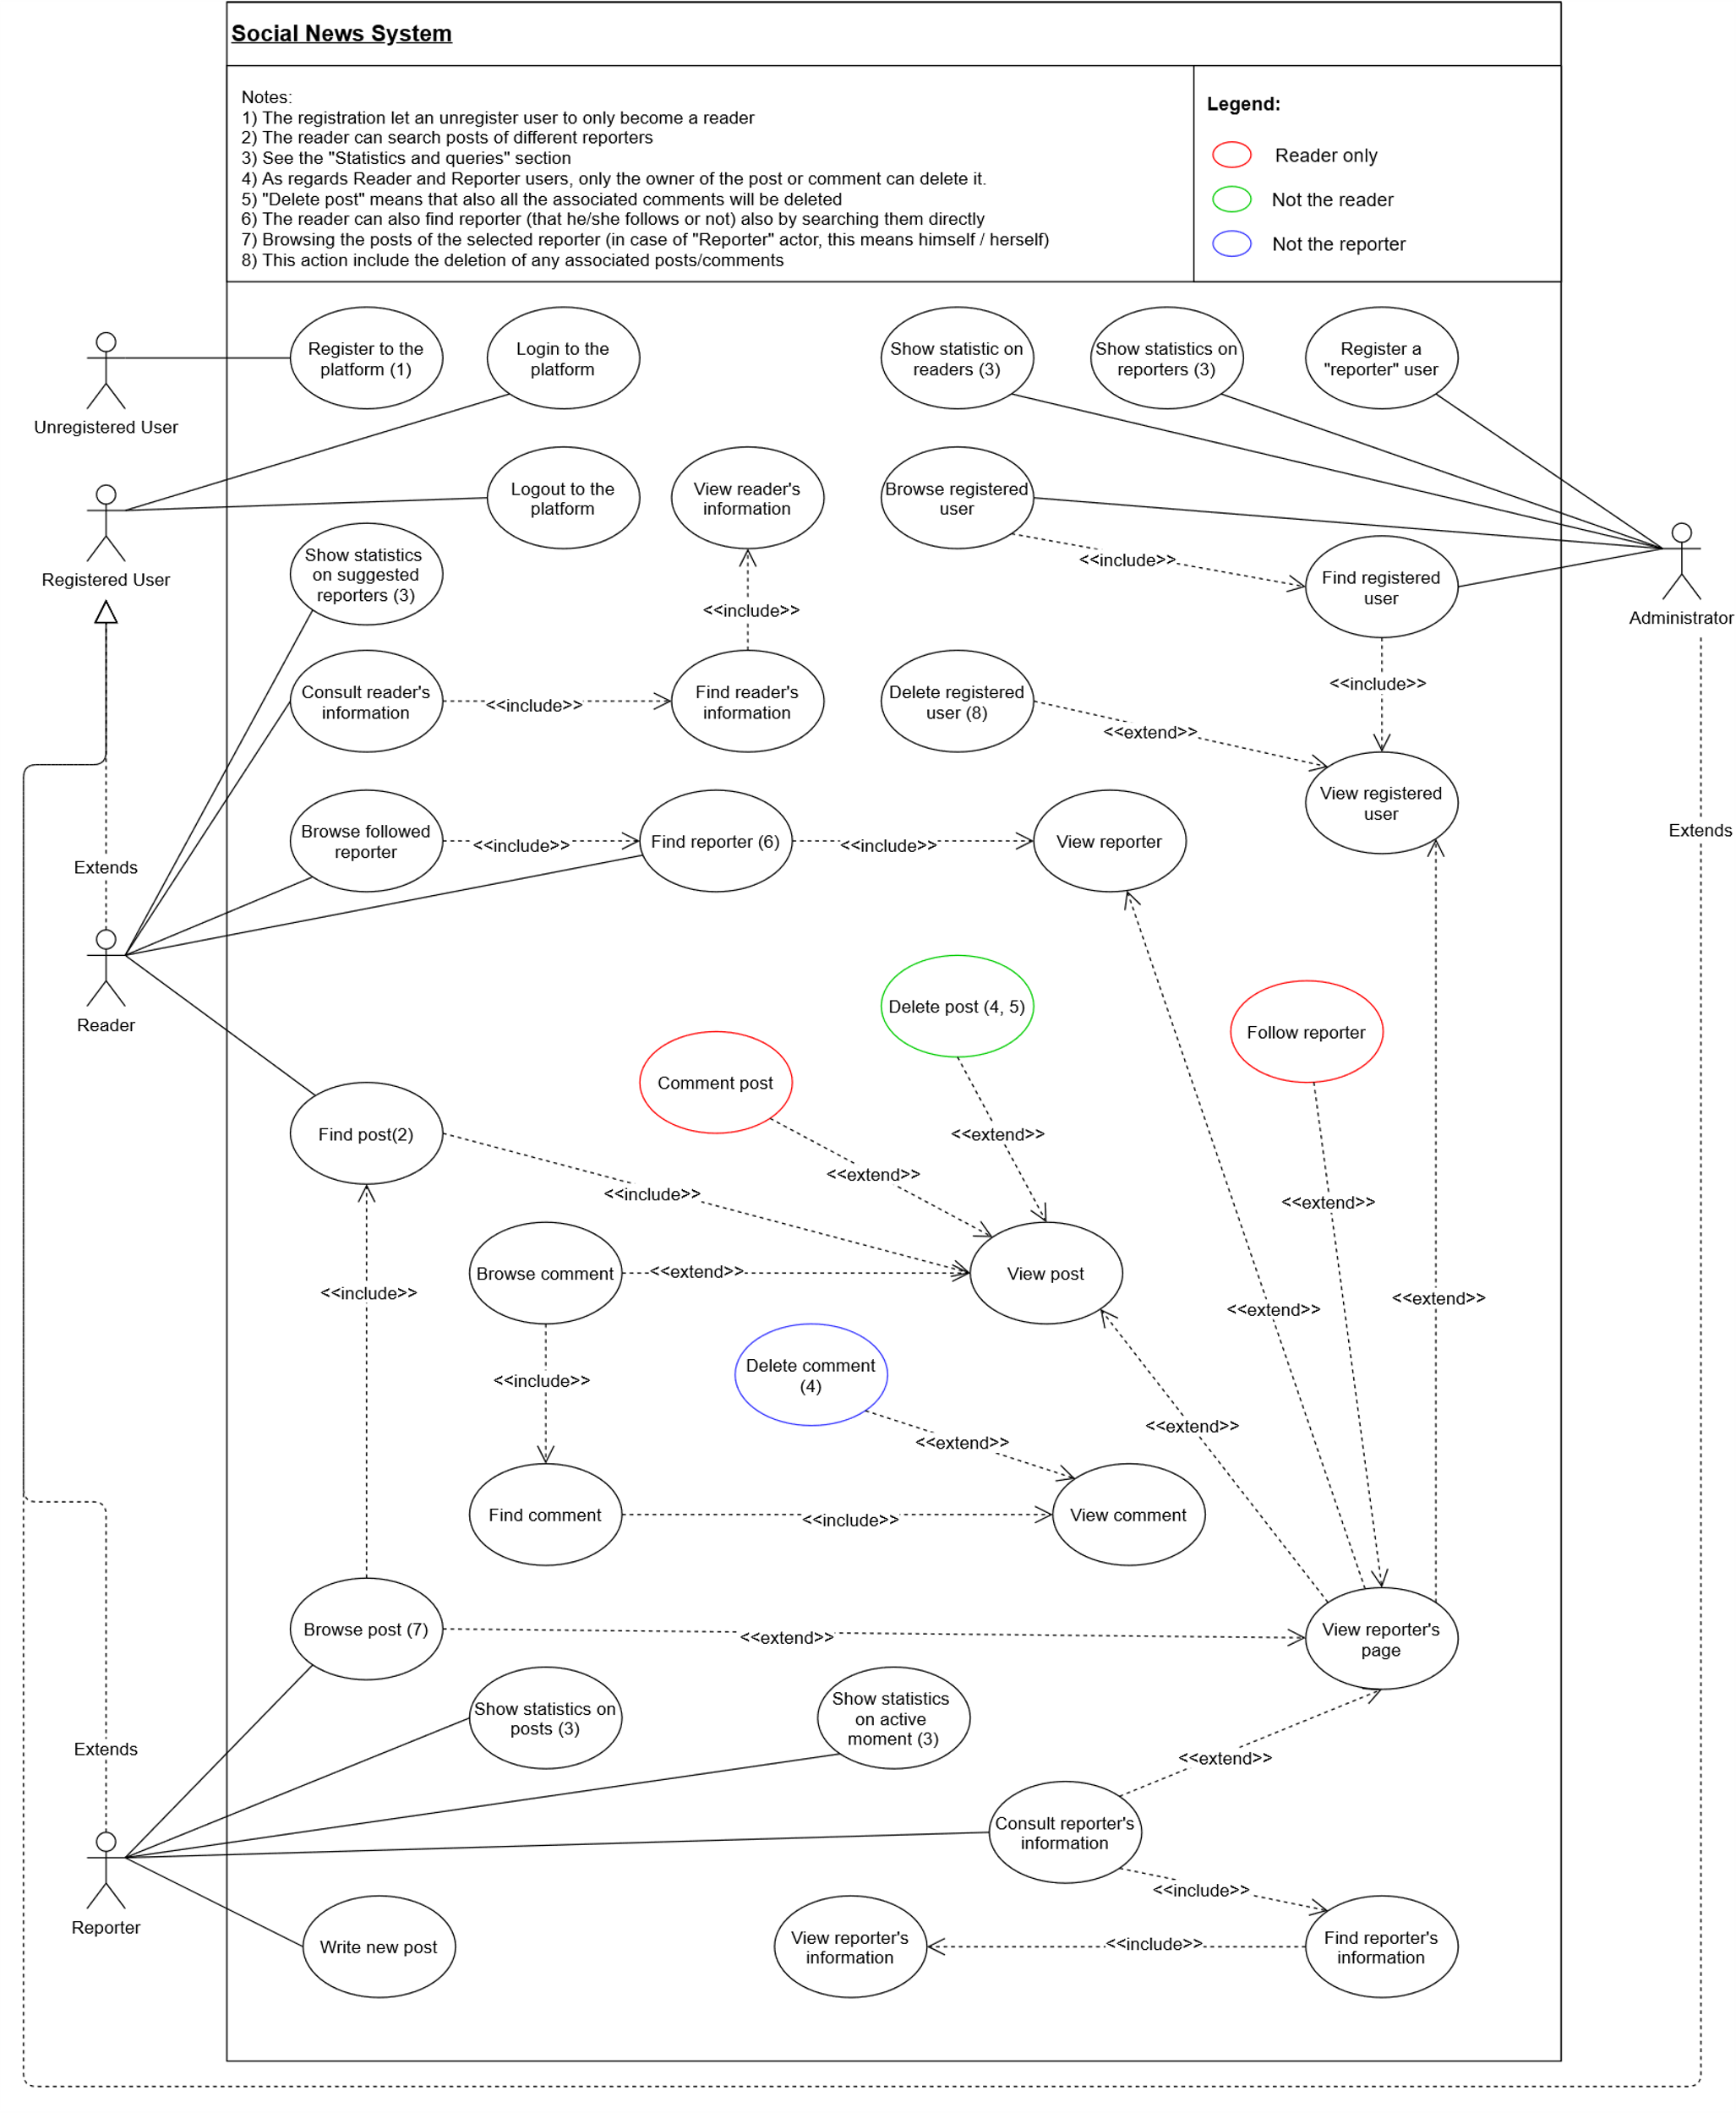 Social News System
Notes:
1) The registration let an unregister user to only become a reader
2) The reader can search posts of different reporters
3) See the "Statistics and queries" section
4) As regards Reader and Reporter users, only the owner of the post or comment can delete it.
5) "Delete post" means that also all the associated comments will be deleted
6) The reader can also find reporter (that he/she follows or not) also by searching them directly
7) Browsing the posts of the selected reporter (in case of "Reporter" actor, this means himself / herself)
8) This action include the deletion of any associated posts/comments
Legend:
Reader only
Not the reader
Not the reporter
Register to the
platform (1)
Login to the
platform
Show statistic on
readers (3)
Show statistics on
reporters (3)
Register a
"reporter" user
Unregistered User
Logout to the
platform
View reader's
information
Browse registered
user
<<include>>
Find registered
user
Registered User
Show statistics
on suggested
reporters (3)
<<include>>
Administrator
Consult reader's
information
<<include>>
Find reader's
information
Delete registered
user (8)
<<include>>
<<extend>>
View registered
user
Browse followed
reporter
<<include>>
Find reporter (6)
<<include>>
View reporter
Extends
Extends
Reader
Delete post (4, 5)
Follow reporter
Comment post
Find post(2)
<<extend>>
<<extend>>
<<include>>
<<extend>>
Browse comment
<<extend>>
View post
<<include>>
<<extend>>
<<extend>>
Delete comment
(4)
<<include>>
<<extend>>
<<extend>>
Find comment
<<include>>
View comment
Browse post (7)
<<extend>>
View reporter's
page
Show statistics on
posts (3)
Show statistics
on active
moment (3)
Extends
<<extend>>
Consult reporter's
information
<<include>>
Reporter
Write new post
View reporter's
information
<<include>>
Find reporter's
information